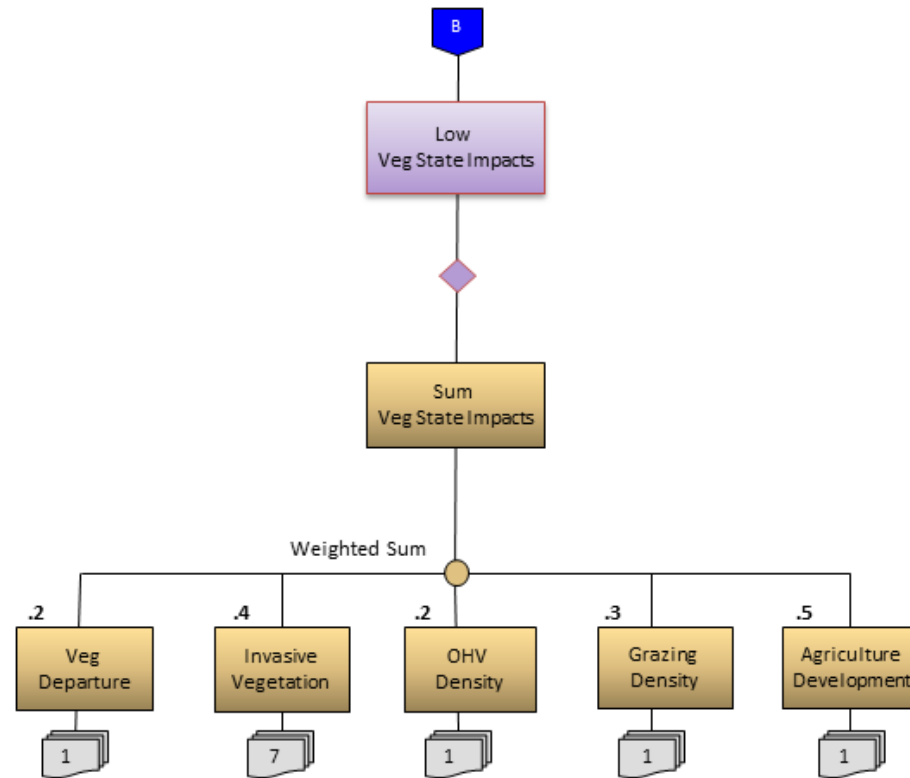 B
Low
Veg State Impacts
Sum
Veg State Impacts
Weighted Sum
.2
.4
.2
.3
.5
Veg
Departure
Invasive
Vegetation
OHV
Density
Grazing
Density
Agriculture
Development
1
7
1
1
1